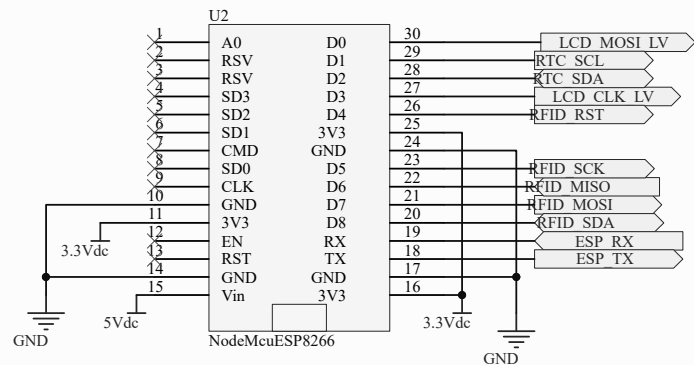 U2
1 A0 D0 30 LCD_MOSI_LV
2 RSV D1 29 RTC_SCL
3 RSV D2 28 RTC_SDA
4 SD3 D3 27 LCD_CLK_LV
5 SD2 D4 26 RFID_RST
6 SD1 3V3 25
7 CMD GND 24
8 SD0 D5 23 RFID_SCK
9 CLK D6 22 RFID_MISO
10 GND D7 21 RFID_MOSI
11 3V3 D8 20 RFID_SDA
3.3Vdc
12 EN RX 19 ESP_RX
13 RST TX 18 ESP_TX
14 GND GND 17
15 Vin 3V3 16
5Vdc 3.3Vdc
GND NodeMcuESP8266
GND